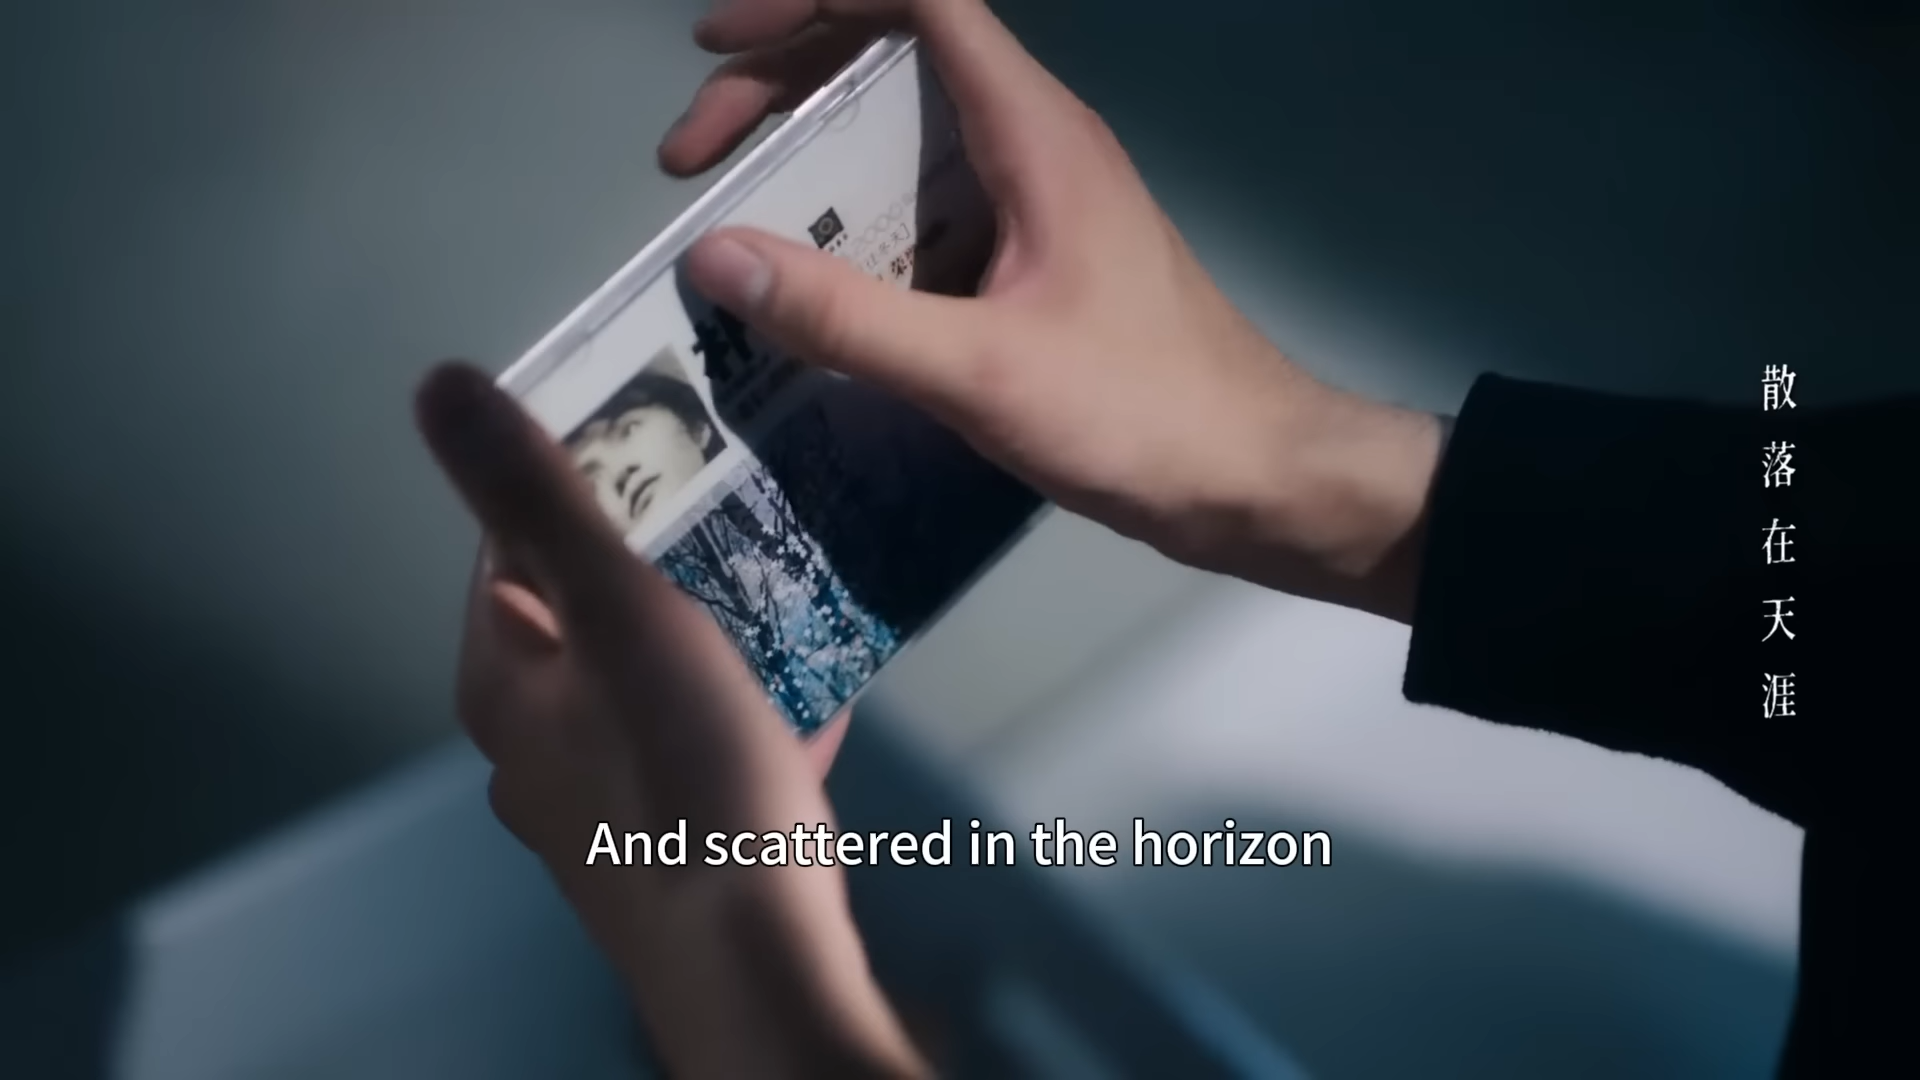 散落在天涯
And scattered in the horizon